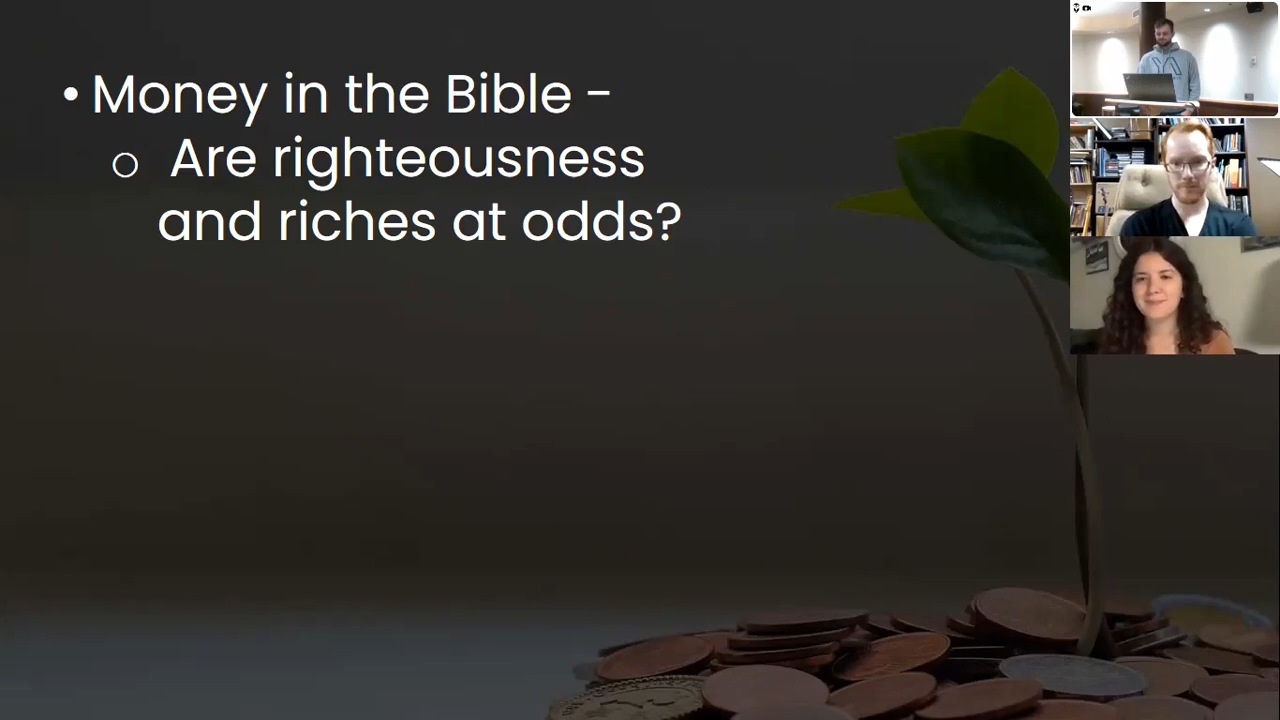 • Money in the Bible -
○ Are righteousness
and riches at odds?